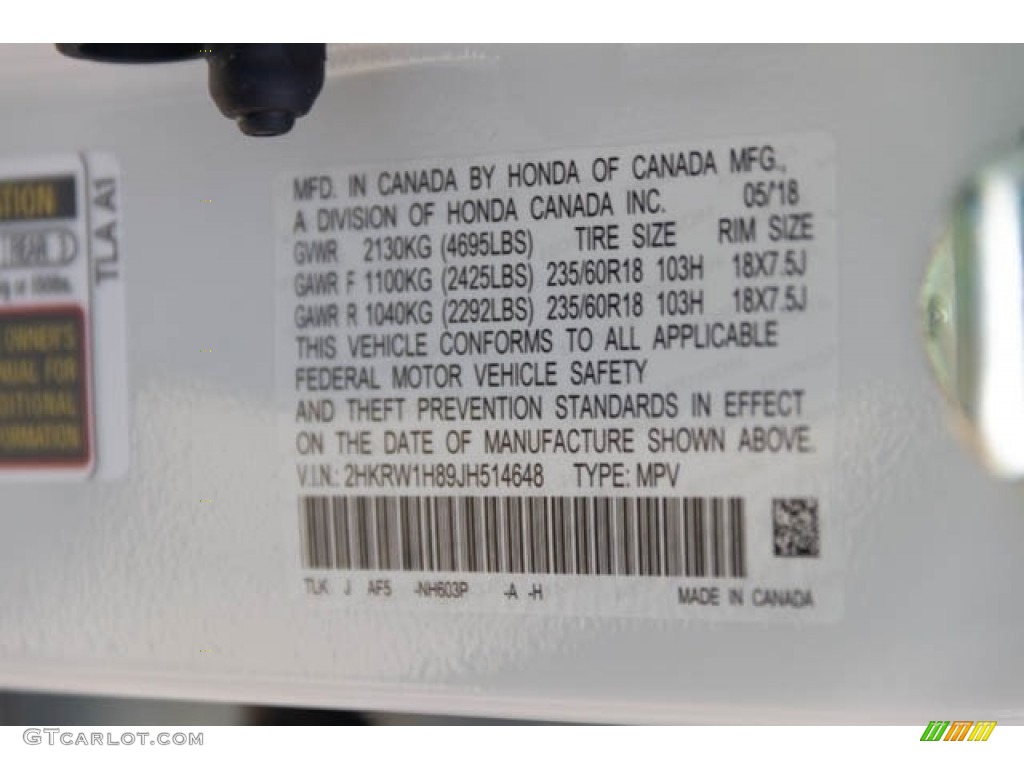 MFD. IN CANADA BY HONDA OF CANADA MFG.,
A DIVISION OF HONDA CANADA INC. 05/18
GVWR 2130KG (4695LBS) TIRE SIZE RIM SIZE
GAWR F 1100KG (2425LBS) 235/60R18 103H 18X7.5J
GAWR R 1040KG (2292LBS) 235/60R18 103H 18X7.5J
THIS VEHICLE CONFORMS TO ALL APPLICABLE
FEDERAL MOTOR VEHICLE SAFETY
AND THEFT PREVENTION STANDARDS IN EFFECT
ON THE DATE OF MANUFACTURE SHOWN ABOVE.
V.I.N.: 2HKRW1H89JH514648 TYPE: MPV
TLK J AF5 -NH603P -A -H
MADE IN CANADA
TLA A1
REAR
OWNER'S
FOR
GTCARLOT.COM